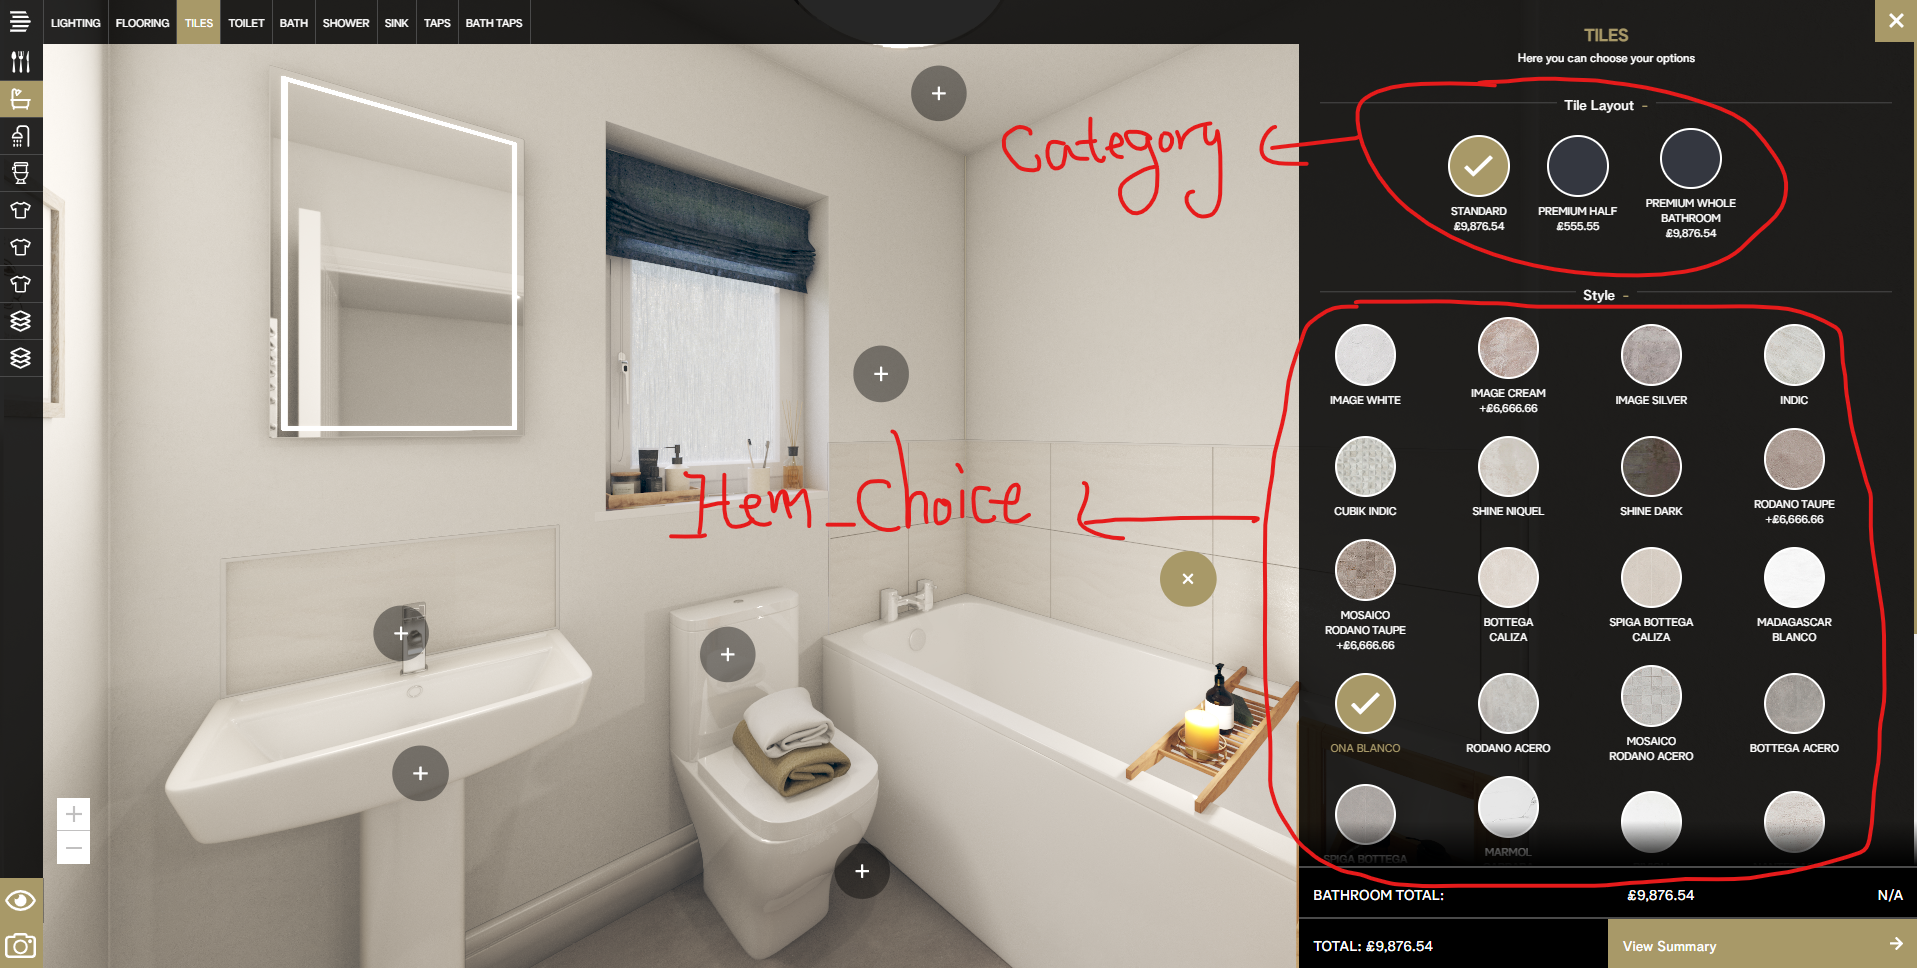 LIGHTING FLOORING TILES TOILET BATH SHOWER SINK TAPS BATH TAPS
TILES
Here you can choose your options
Tile Layout -
STANDARD
£9,876.54
PREMIUM HALF
£555.55
PREMIUM WHOLE
BATHROOM
£9,876.54
Category
Style -
IMAGE WHITE
IMAGE CREAM
+£6,666.66
IMAGE SILVER
INDIC
CUBIK INDIC
SHINE NIQUEL
SHINE DARK
RODANO TAUPE
+£6,666.66
Item_Choice
MOSAICO
RODANO TAUPE
+£6,666.66
BOTTEGA
CALIZA
SPIGA BOTTEGA
CALIZA
MADAGASCAR
BLANCO
ONA BLANCO
RODANO ACERO
MOSAICO
RODANO ACERO
BOTTEGA ACERO
SPIGA BOTTEGA
MARMOL
BATHROOM TOTAL: £9,876.54 N/A
TOTAL: £9,876.54
View Summary